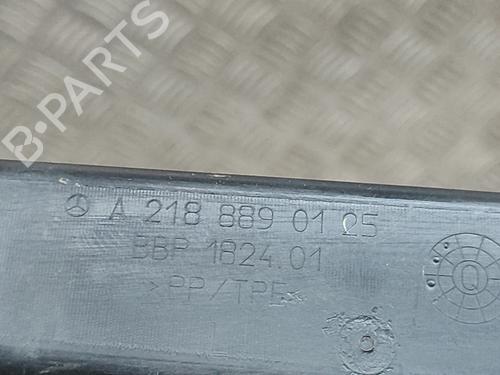 B-PARTS
A 218 889 01 25
BBP 1824.01
>PP/TPE<
Q